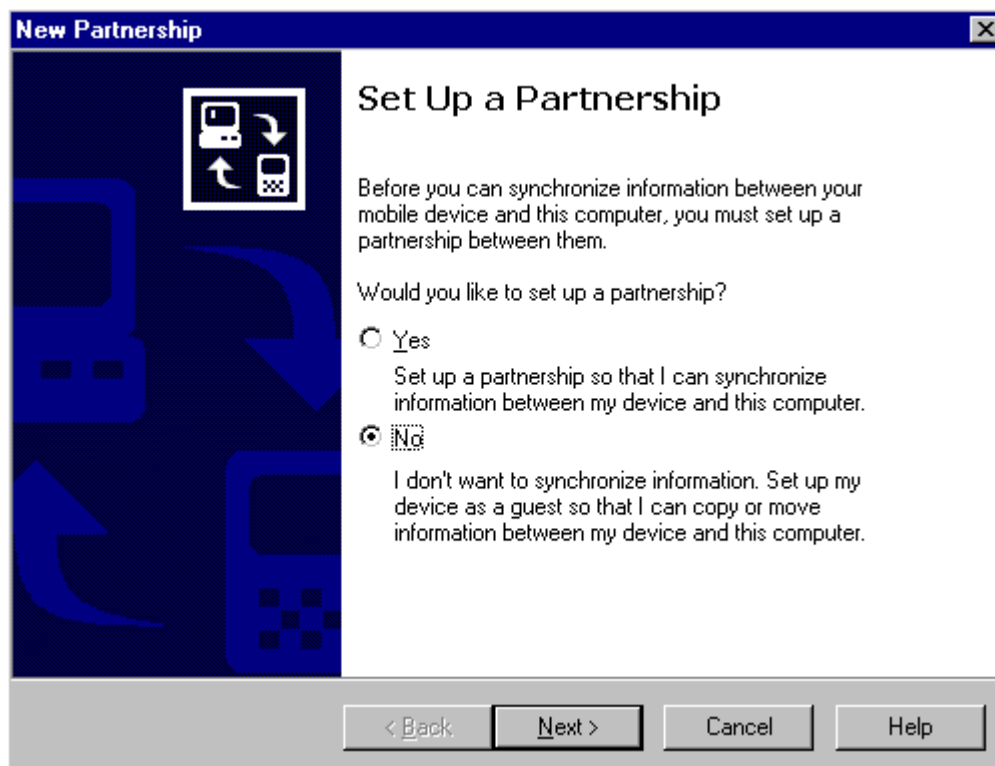 New Partnership
Set Up a Partnership
Before you can synchronize information between your
mobile device and this computer, you must set up a
partnership between them.
Would you like to set up a partnership?
Yes
Set up a partnership so that I can synchronize
information between my device and this computer.
No
I don't want to synchronize information. Set up my
device as a guest so that I can copy or move
information between my device and this computer.
< Back Next > Cancel Help